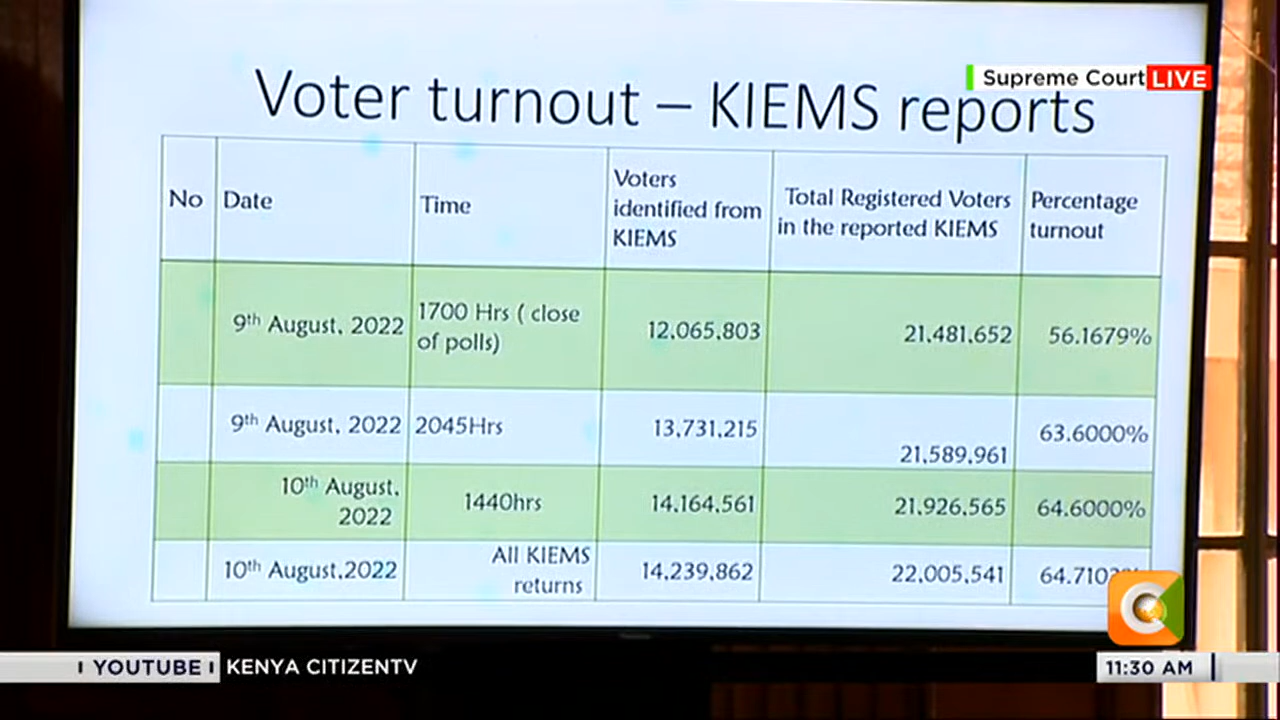 Supreme Court LIVE
Voter turnout – KIEMS reports
No
Date
Time
Voters
identified from
KIEMS
Total Registered Voters
in the reported KIEMS
Percentage
turnout
9th August, 2022
1700 Hrs ( close
of polls)
12,065,803
21,481,652
56.1679%
9th August, 2022
2045Hrs
13,731,215
21,589,961
63.6000%
10th August,
2022
1440hrs
14,164,561
21,926,565
64.6000%
10th August,2022
All KIEMS
returns
14,239,862
22,005,541
YOUTUBE
KENYA CITIZENTV
11:30 AM